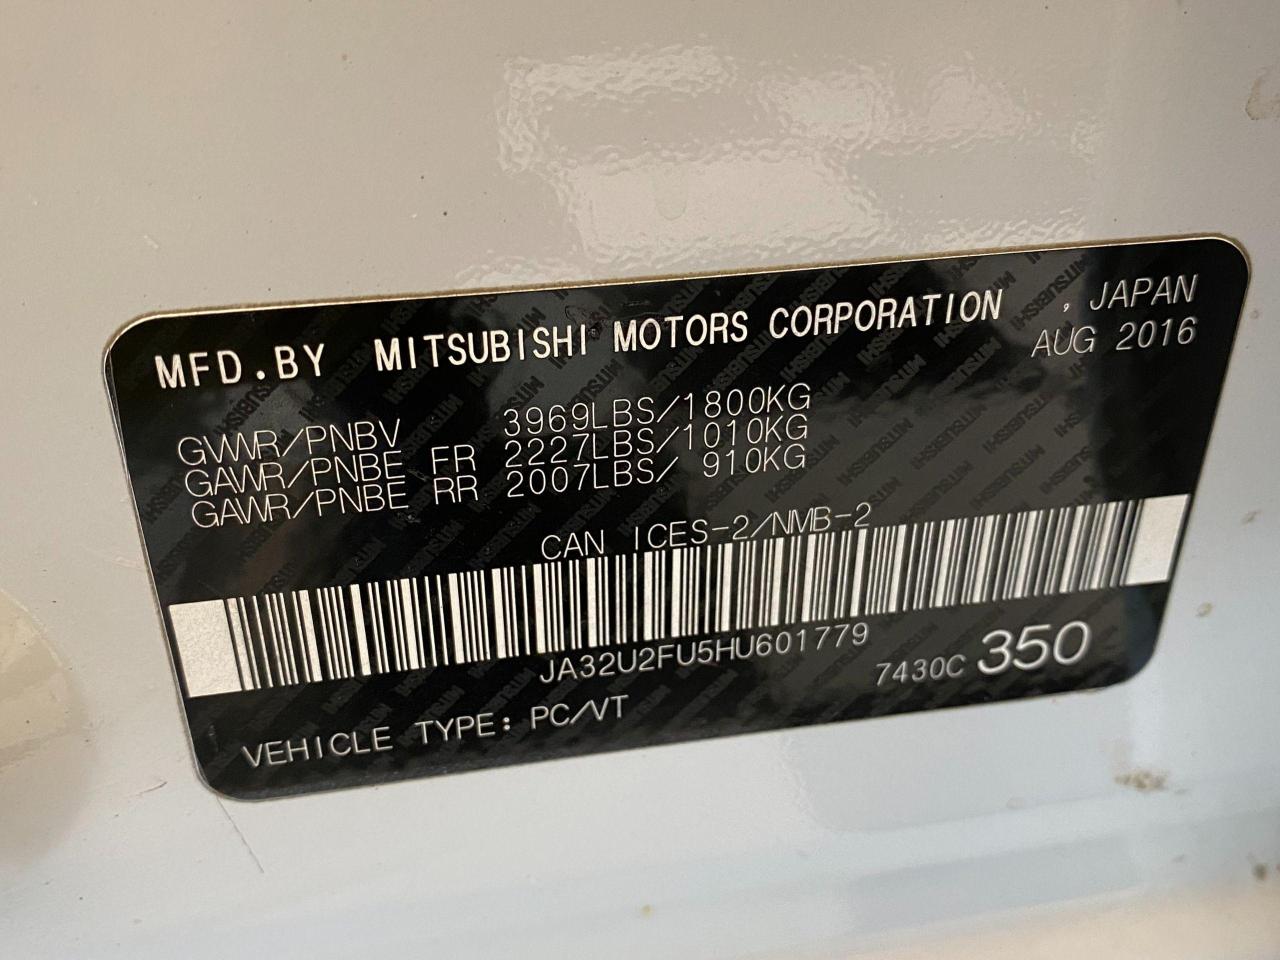 MFD.BY MITSUBISHI MOTORS CORPORATION , JAPAN
AUG 2016
GVWR/PNBV 3969LBS/1800KG
GAWR/PNBE FR 2227LBS/1010KG
GAWR/PNBE RR 2007LBS/ 910KG
CAN ICES-2/NMB-2
JA32U2FU5HU601779
7430C 350
VEHICLE TYPE: PC/VT